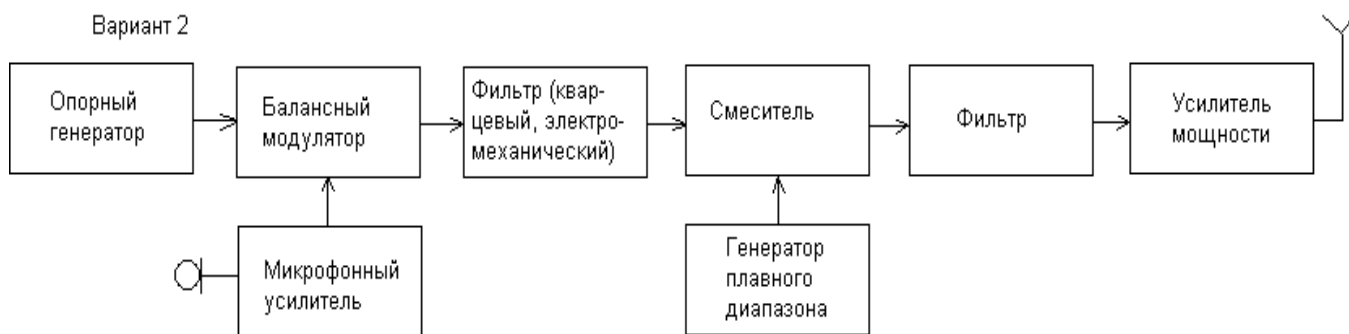 Вариант 2
Опорный
генератор
Балансный
модулятор
Фильтр (квар-
цевый, электро-
механический)
Смеситель
Фильтр
Усилитель
мощности
Микрофонный
усилитель
Генератор
плавного
диапазона